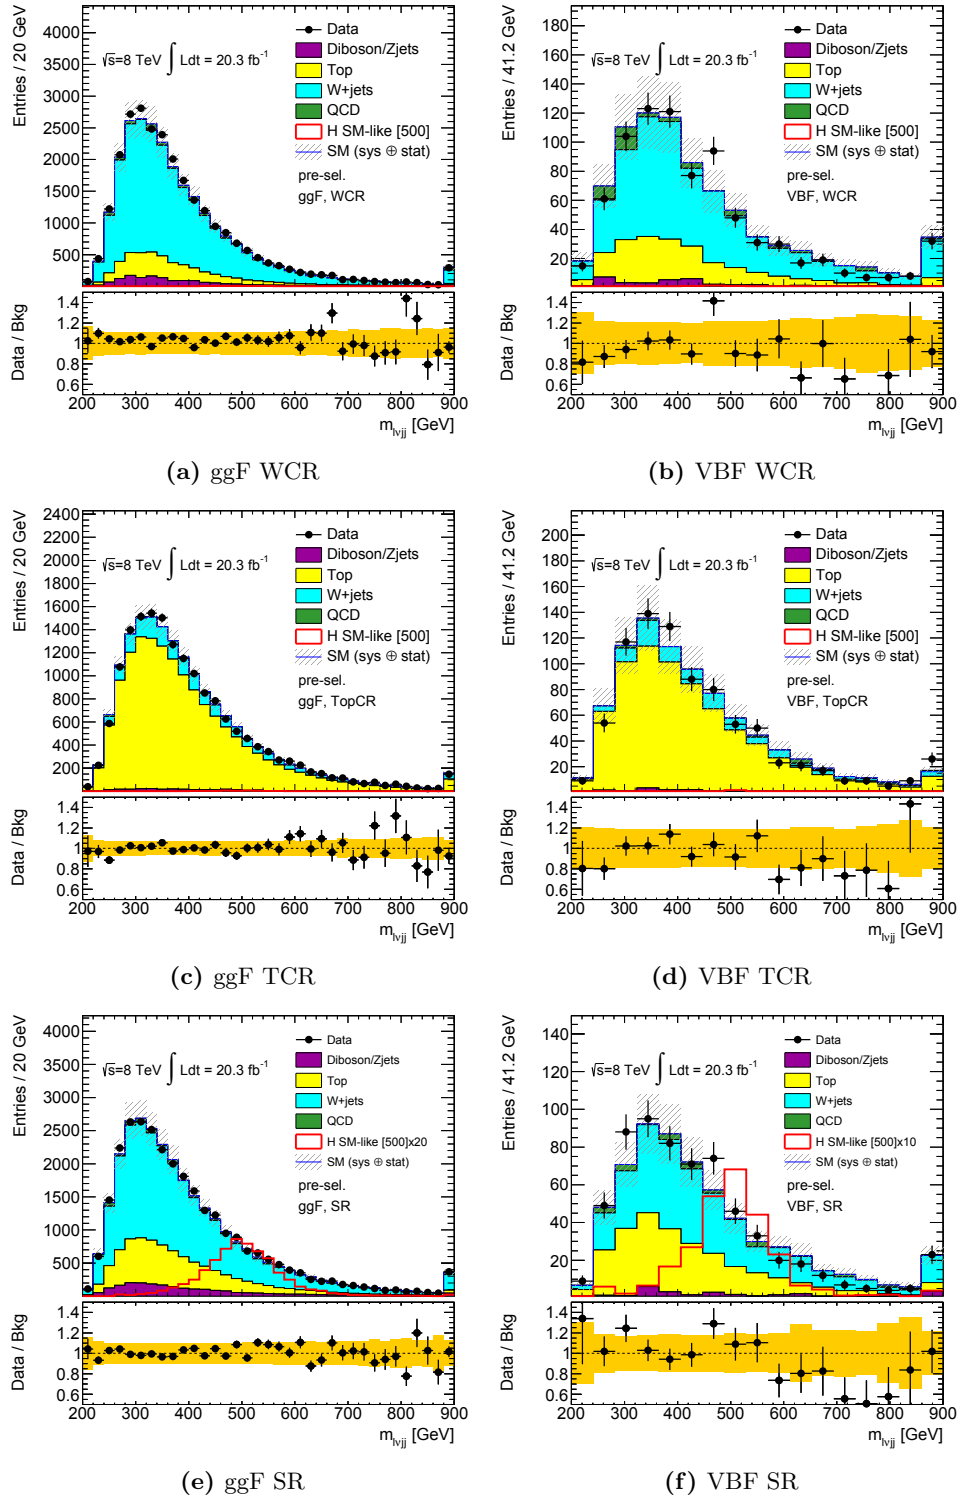 Entries / 20 GeV
4000
3500
3000
2500
2000
1500
1000
500
√s=8 TeV ∫ Ldt = 20.3 fb⁻¹
Data
Diboson/Zjets
Top
W+jets
QCD
H SM-like [500]
SM (sys ⊕ stat)
pre-sel.
ggF, WCR
Data / Bkg
1.4
1.2
1
0.8
0.6
200 300 400 500 600 700 800 900
m_lvjj [GeV]
(a) ggF WCR
Entries / 41.2 GeV
180
160
140
120
100
80
60
40
20
√s=8 TeV ∫ Ldt = 20.3 fb⁻¹
Data
Diboson/Zjets
Top
W+jets
QCD
H SM-like [500]
SM (sys ⊕ stat)
pre-sel.
VBF, WCR
Data / Bkg
1.4
1.2
1
0.8
0.6
200 300 400 500 600 700 800 900
m_lvjj [GeV]
(b) VBF WCR
Entries / 20 GeV
2400
2200
2000
1800
1600
1400
1200
1000
800
600
400
200
√s=8 TeV ∫ Ldt = 20.3 fb⁻¹
Data
Diboson/Zjets
Top
W+jets
QCD
H SM-like [500]
SM (sys ⊕ stat)
pre-sel.
ggF, TopCR
Data / Bkg
1.4
1.2
1
0.8
0.6
200 300 400 500 600 700 800 900
m_lvjj [GeV]
(c) ggF TCR
Entries / 41.2 GeV
200
180
160
140
120
100
80
60
40
20
√s=8 TeV ∫ Ldt = 20.3 fb⁻¹
Data
Diboson/Zjets
Top
W+jets
QCD
H SM-like [500]
SM (sys ⊕ stat)
pre-sel.
VBF, TopCR
Data / Bkg
1.4
1.2
1
0.8
0.6
200 300 400 500 600 700 800 900
m_lvjj [GeV]
(d) VBF TCR
Entries / 20 GeV
4000
3500
3000
2500
2000
1500
1000
500
√s=8 TeV ∫ Ldt = 20.3 fb⁻¹
Data
Diboson/Zjets
Top
W+jets
QCD
H SM-like [500]x20
SM (sys ⊕ stat)
pre-sel.
ggF, SR
Data / Bkg
1.4
1.2
1
0.8
0.6
200 300 400 500 600 700 800 900
m_lvjj [GeV]
(e) ggF SR
Entries / 41.2 GeV
140
120
100
80
60
40
20
√s=8 TeV ∫ Ldt = 20.3 fb⁻¹
Data
Diboson/Zjets
Top
W+jets
QCD
H SM-like [500]x10
SM (sys ⊕ stat)
pre-sel.
VBF, SR
Data / Bkg
1.4
1.2
1
0.8
0.6
200 300 400 500 600 700 800 900
m_lvjj [GeV]
(f) VBF SR